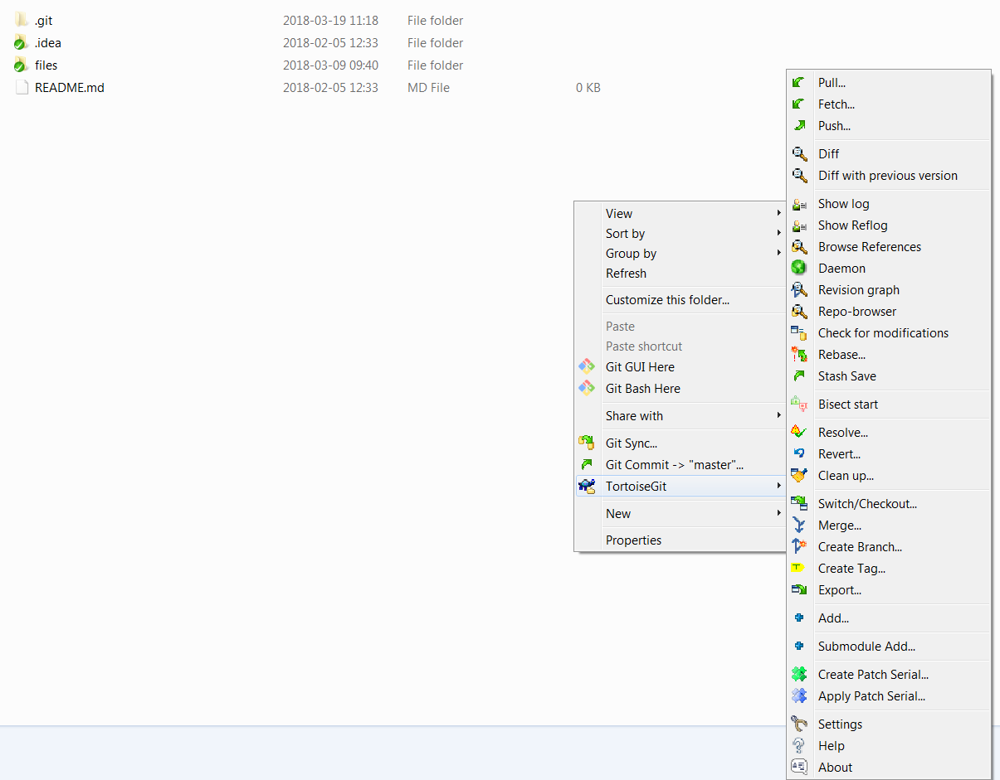 .git 2018-03-19 11:18 File folder
.idea 2018-02-05 12:33 File folder
files 2018-03-09 09:40 File folder
README.md 2018-02-05 12:33 MD File 0 KB
View
Sort by
Group by
Refresh
Customize this folder...
Paste
Paste shortcut
Git GUI Here
Git Bash Here
Share with
Git Sync...
Git Commit -> "master"...
TortoiseGit
New
Properties
Pull...
Fetch...
Push...
Diff
Diff with previous version
Show log
Show Reflog
Browse References
Daemon
Revision graph
Repo-browser
Check for modifications
Rebase...
Stash Save
Bisect start
Resolve...
Revert...
Clean up...
Switch/Checkout...
Merge...
Create Branch...
Create Tag...
Export...
Add...
Submodule Add...
Create Patch Serial...
Apply Patch Serial...
Settings
Help
About